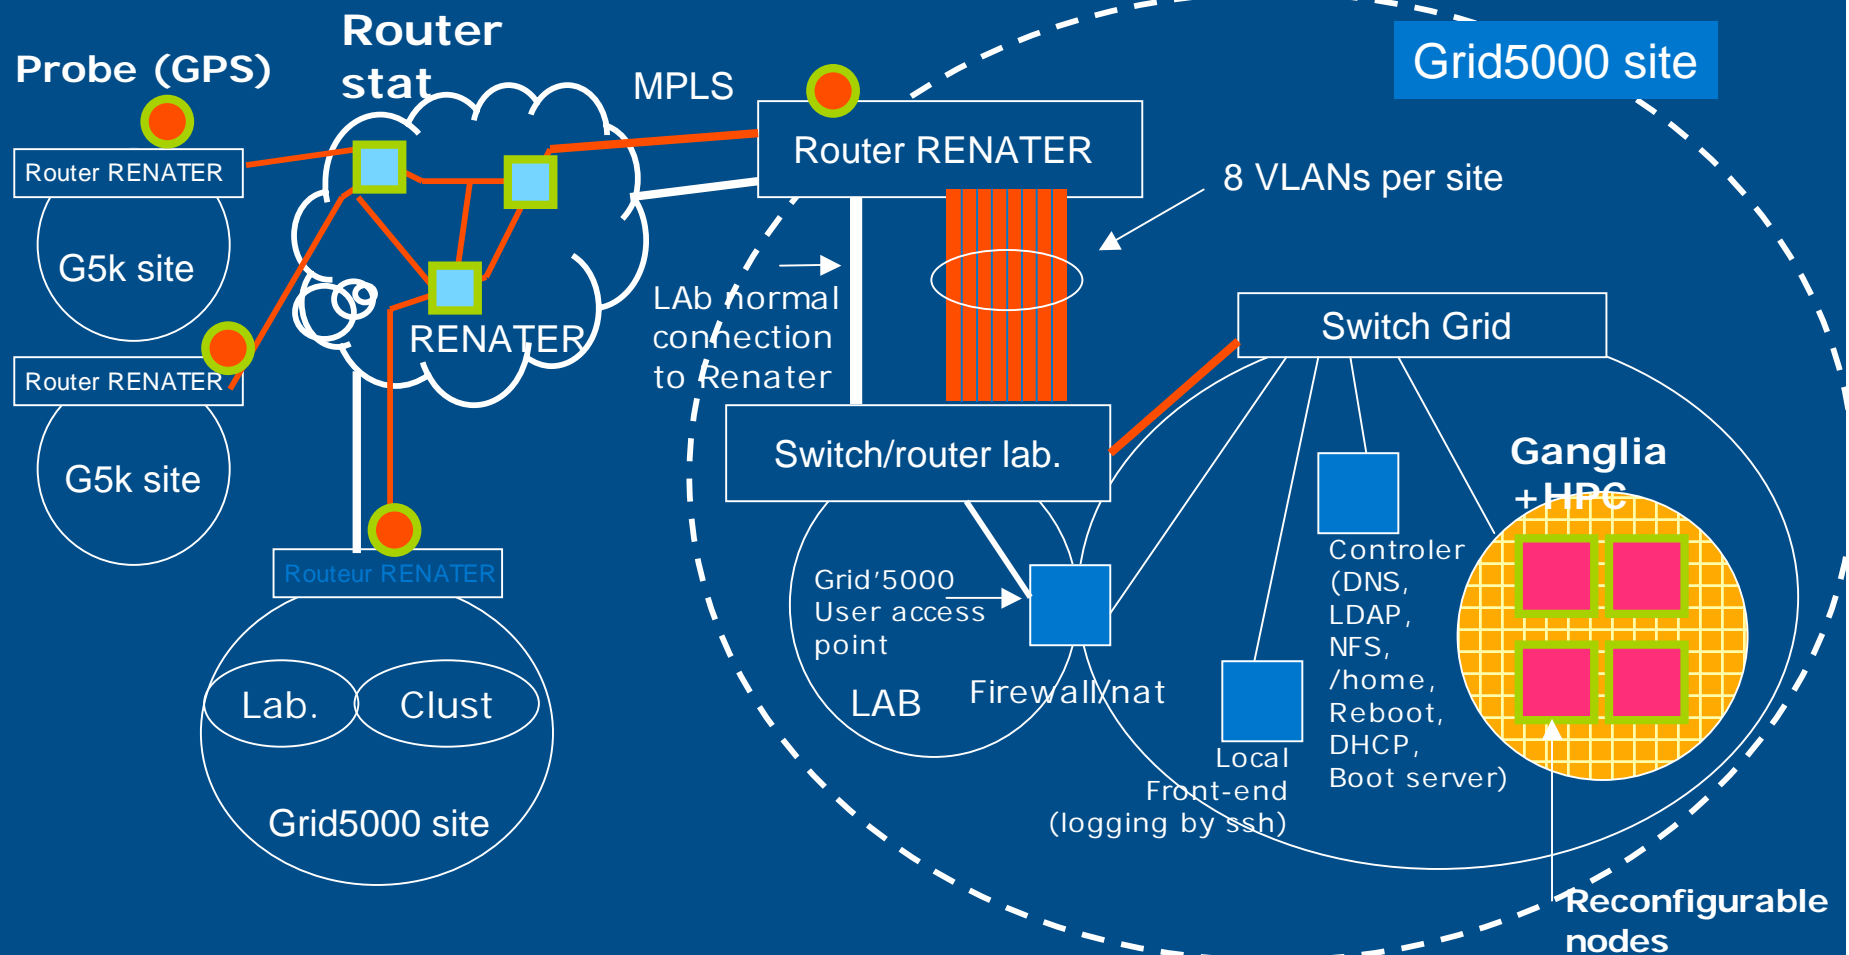 Router
stat
Probe (GPS)
MPLS
Grid5000 site
Router RENATER
Router RENATER
8 VLANs per site
G5k site
LAb normal
connection
to Renater
RENATER
Switch Grid
Router RENATER
G5k site
Switch/router lab.
Ganglia
+HPC
Routeur RENATER
Grid'5000
User access
point
Controler
(DNS,
LDAP,
NFS,
/home,
Reboot,
DHCP,
Boot server)
LAB
Firewall/nat
Lab.
Clust
Local
Front-end
(logging by ssh)
Grid5000 site
Reconfigurable
nodes